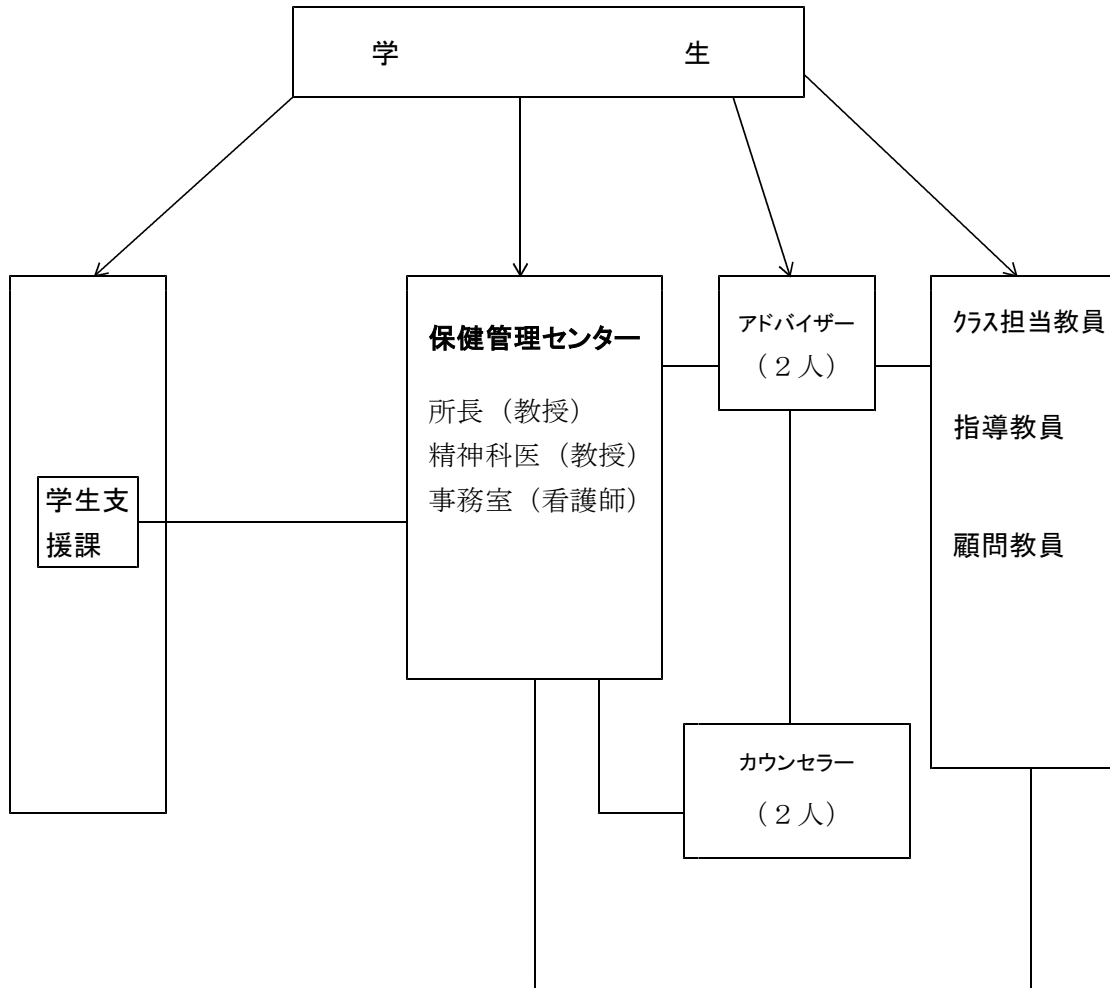 学　生
保健管理センター
所長（教授）
精神科医（教授）
事務室（看護師）
アドバイザー
（２人）
クラス担当教員
指導教員
顧問教員
学生支
援課
カウンセラー
（２人）